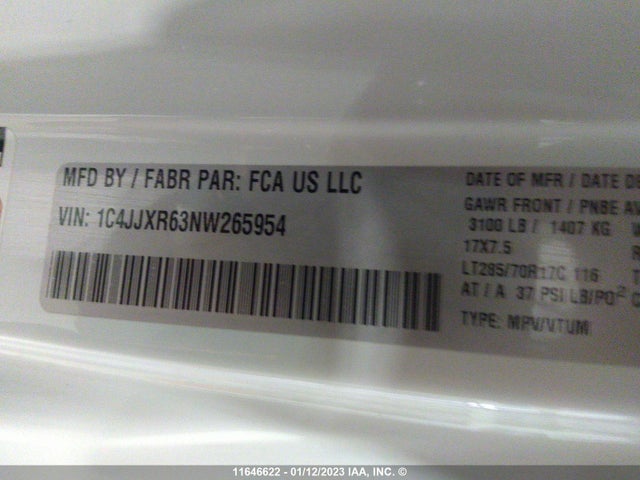 MFD BY / FABR PAR: FCA US LLC
VIN: 1C4JJXR63NW265954
DATE OF MFR / DATE
GAWR FRONT / PNBE AV
3100 LB / 1407 KG
17X7.5
LT285/70R17C 116
AT / A 37 PSI LB/PO²
TYPE: MPV/VTUM
11646622 - 01/12/2023 IAA, INC. ©